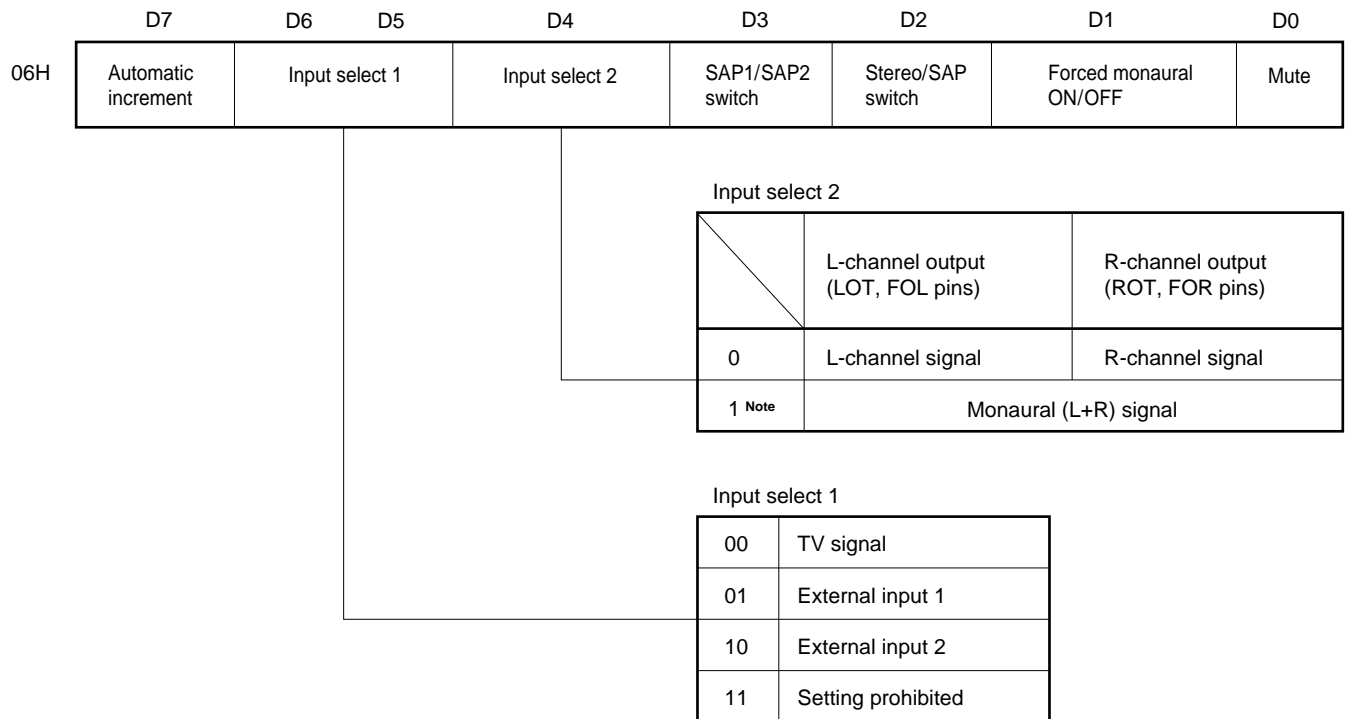 D7 D6 D5 D4 D3 D2 D1 D0
06H
Automatic increment
Input select 1
Input select 2
SAP1/SAP2 switch
Stereo/SAP switch
Forced monaural ON/OFF
Mute
Input select 2
L-channel output
(LOT, FOL pins)
R-channel output
(ROT, FOR pins)
0 L-channel signal R-channel signal
1 Note Monaural (L+R) signal
Input select 1
00 TV signal
01 External input 1
10 External input 2
11 Setting prohibited